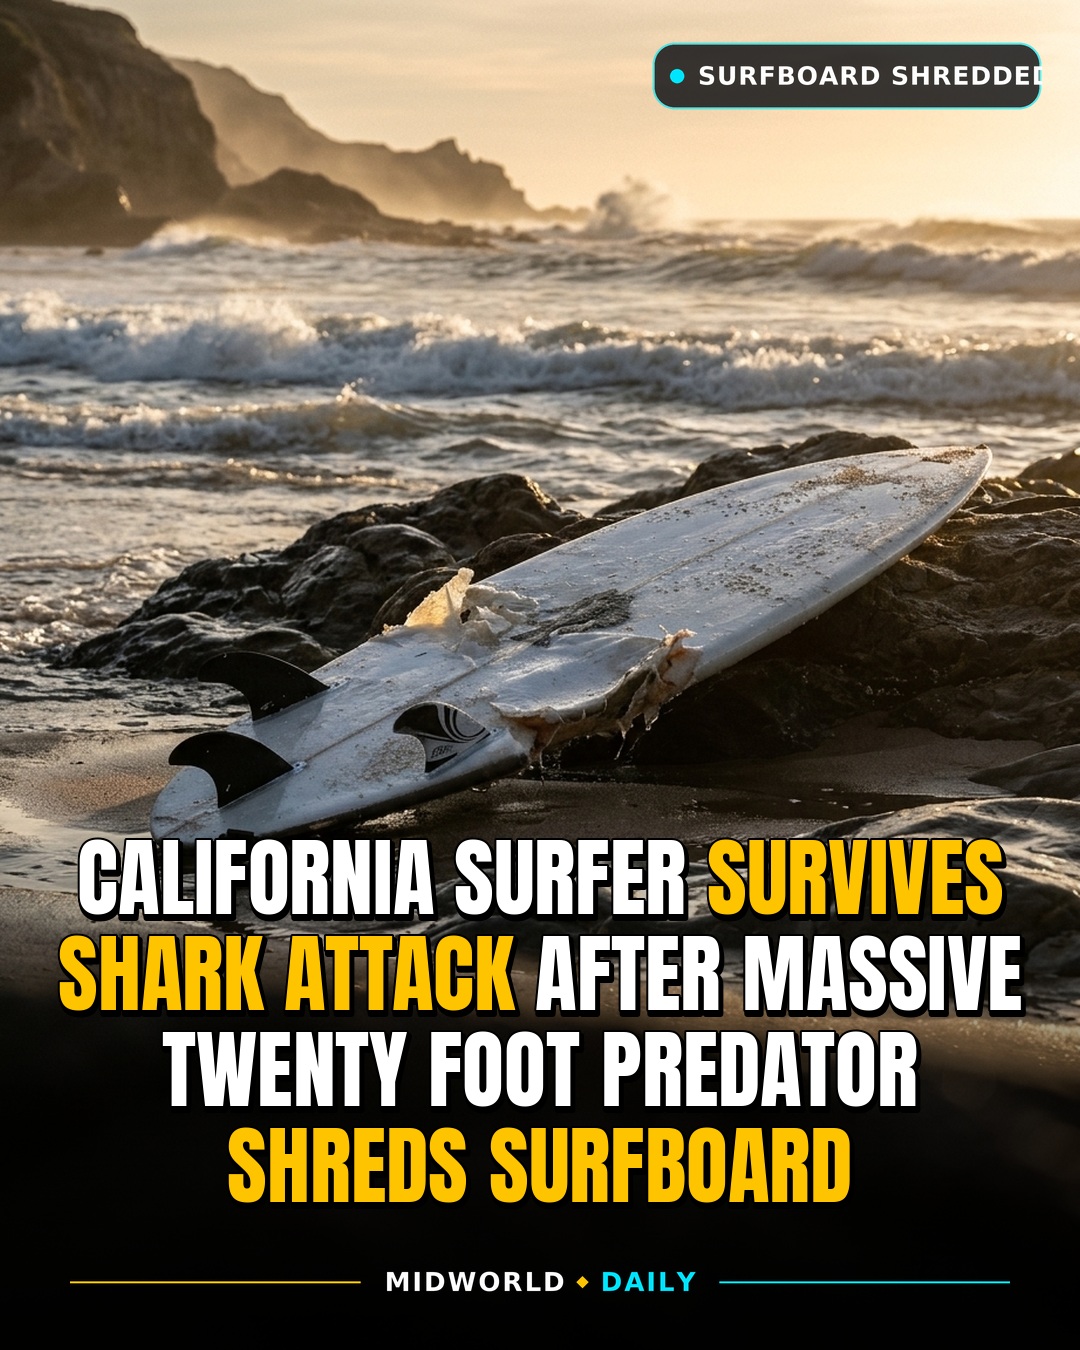 SURFBOARD SHREDDED
CALIFORNIA SURFER SURVIVES
SHARK ATTACK AFTER MASSIVE
TWENTY FOOT PREDATOR
SHREDS SURFBOARD
MIDWORLD DAILY